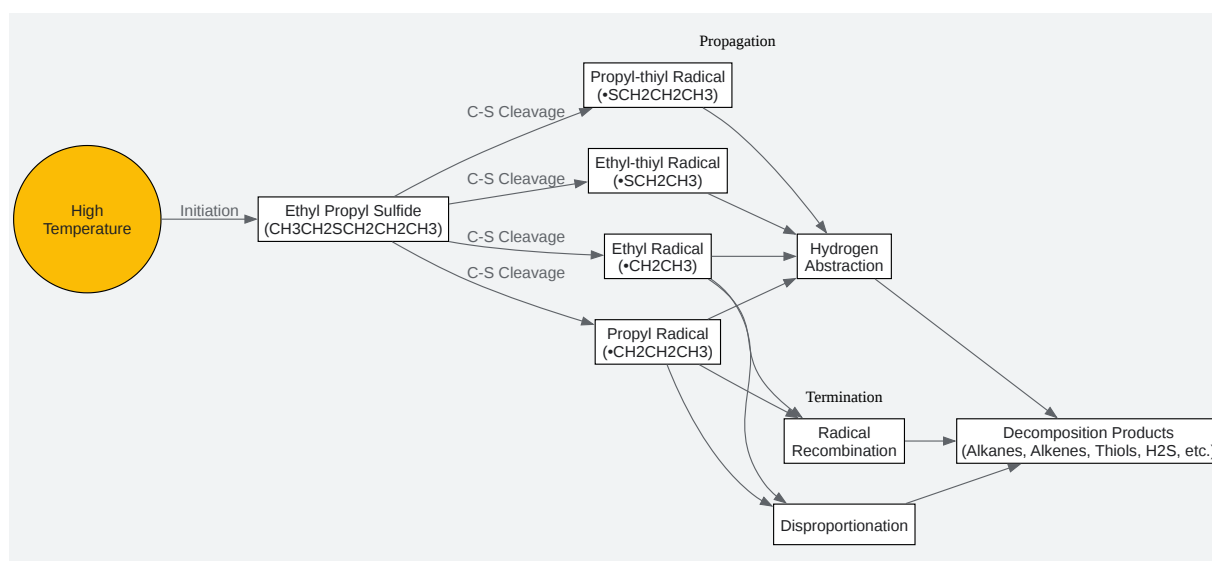 Propagation
Propyl-thiyl Radical
(•SCH2CH2CH3)
C-S Cleavage
Ethyl-thiyl Radical
(•SCH2CH3)
C-S Cleavage
High
Temperature
Initiation
Ethyl Propyl Sulfide
(CH3CH2SCH2CH2CH3)
C-S Cleavage
Ethyl Radical
(•CH2CH3)
Hydrogen
Abstraction
C-S Cleavage
Propyl Radical
(•CH2CH2CH3)
Termination
Radical
Recombination
Decomposition Products
(Alkanes, Alkenes, Thiols, H2S, etc.)
Disproportionation